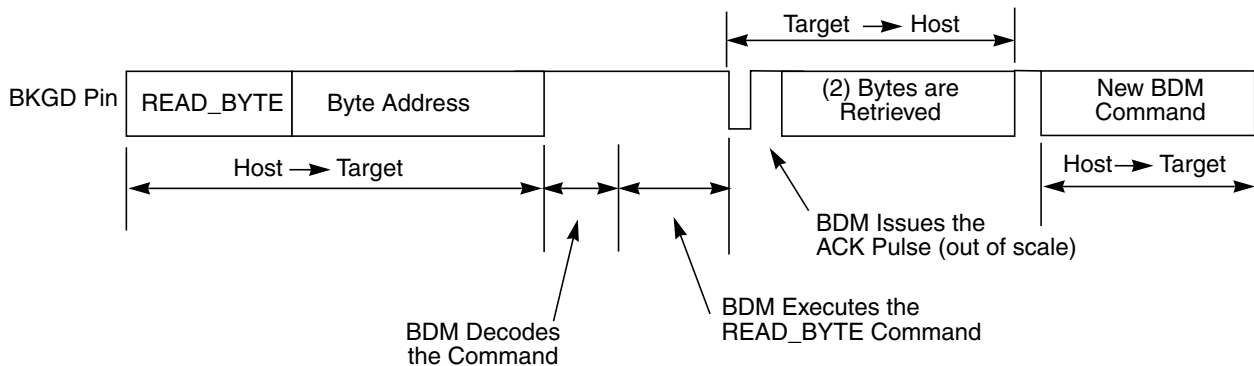 Target → Host
BKGD Pin
READ_BYTE
Byte Address
(2) Bytes are
Retrieved
New BDM
Command
Host → Target
Host → Target
BDM Issues the
ACK Pulse (out of scale)
BDM Decodes
the Command
BDM Executes the
READ_BYTE Command